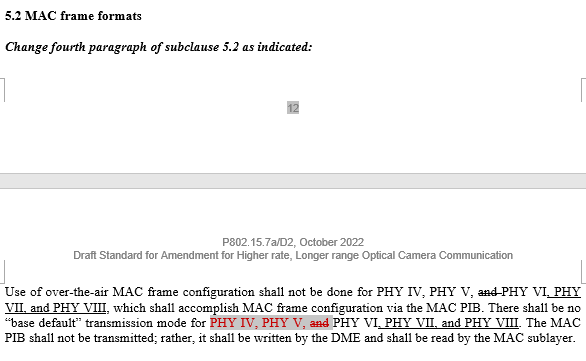 5.2 MAC frame formats
Change fourth paragraph of subclause 5.2 as indicated:
12
P802.15.7a/D2, October 2022
Draft Standard for Amendment for Higher rate, Longer range Optical Camera Communication
Use of over-the-air MAC frame configuration shall not be done for PHY IV, PHY V, and PHY VI, PHY
VII, and PHY VIII, which shall accomplish MAC frame configuration via the MAC PIB. There shall be no
“base default” transmission mode for PHY IV, PHY V, and PHY VI, PHY VII, and PHY VIII. The MAC
PIB shall not be transmitted; rather, it shall be written by the DME and shall be read by the MAC sublayer.